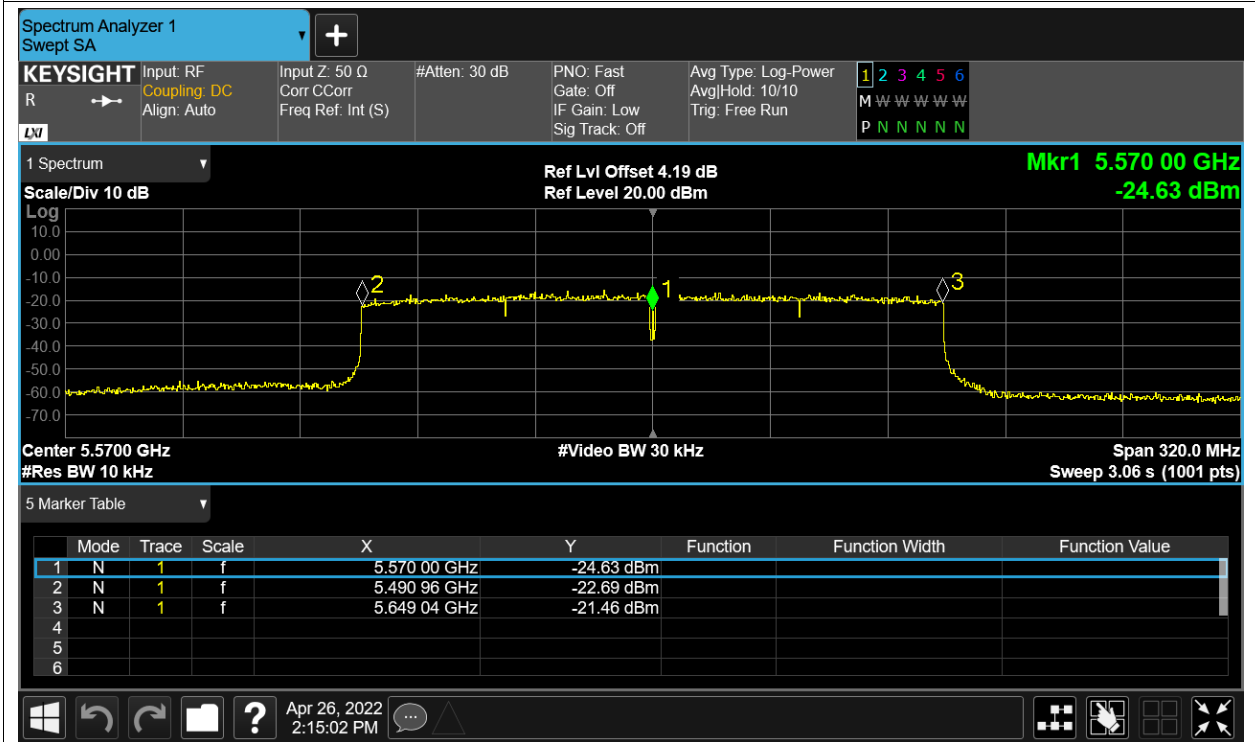 Spectrum Analyzer 1
Swept SA
+
KEYSIGHT
R
LXI
Input: RF
Coupling: DC
Align: Auto
Input Z: 50 Ω
Corr CCorr
Freq Ref: Int (S)
#Atten: 30 dB
PNO: Fast
Gate: Off
IF Gain: Low
Sig Track: Off
Avg Type: Log-Power
Avg|Hold: 10/10
Trig: Free Run
1 2 3 4 5 6
M W W W W W
P N N N N N
1 Spectrum
Scale/Div 10 dB
Ref Lvl Offset 4.19 dB
Ref Level 20.00 dBm
Mkr1 5.570 00 GHz
-24.63 dBm
Log
10.0
0.00
-10.0
-20.0
-30.0
-40.0
-50.0
-60.0
-70.0
2
1
3
Center 5.5700 GHz
#Video BW 30 kHz
Span 320.0 MHz
#Res BW 10 kHz
Sweep 3.06 s (1001 pts)
5 Marker Table
Mode Trace Scale X Y Function Function Width Function Value
1 N 1 f 5.570 00 GHz -24.63 dBm
2 N 1 f 5.490 96 GHz -22.69 dBm
3 N 1 f 5.649 04 GHz -21.46 dBm
4
5
6
?
Apr 26, 2022
2:15:02 PM